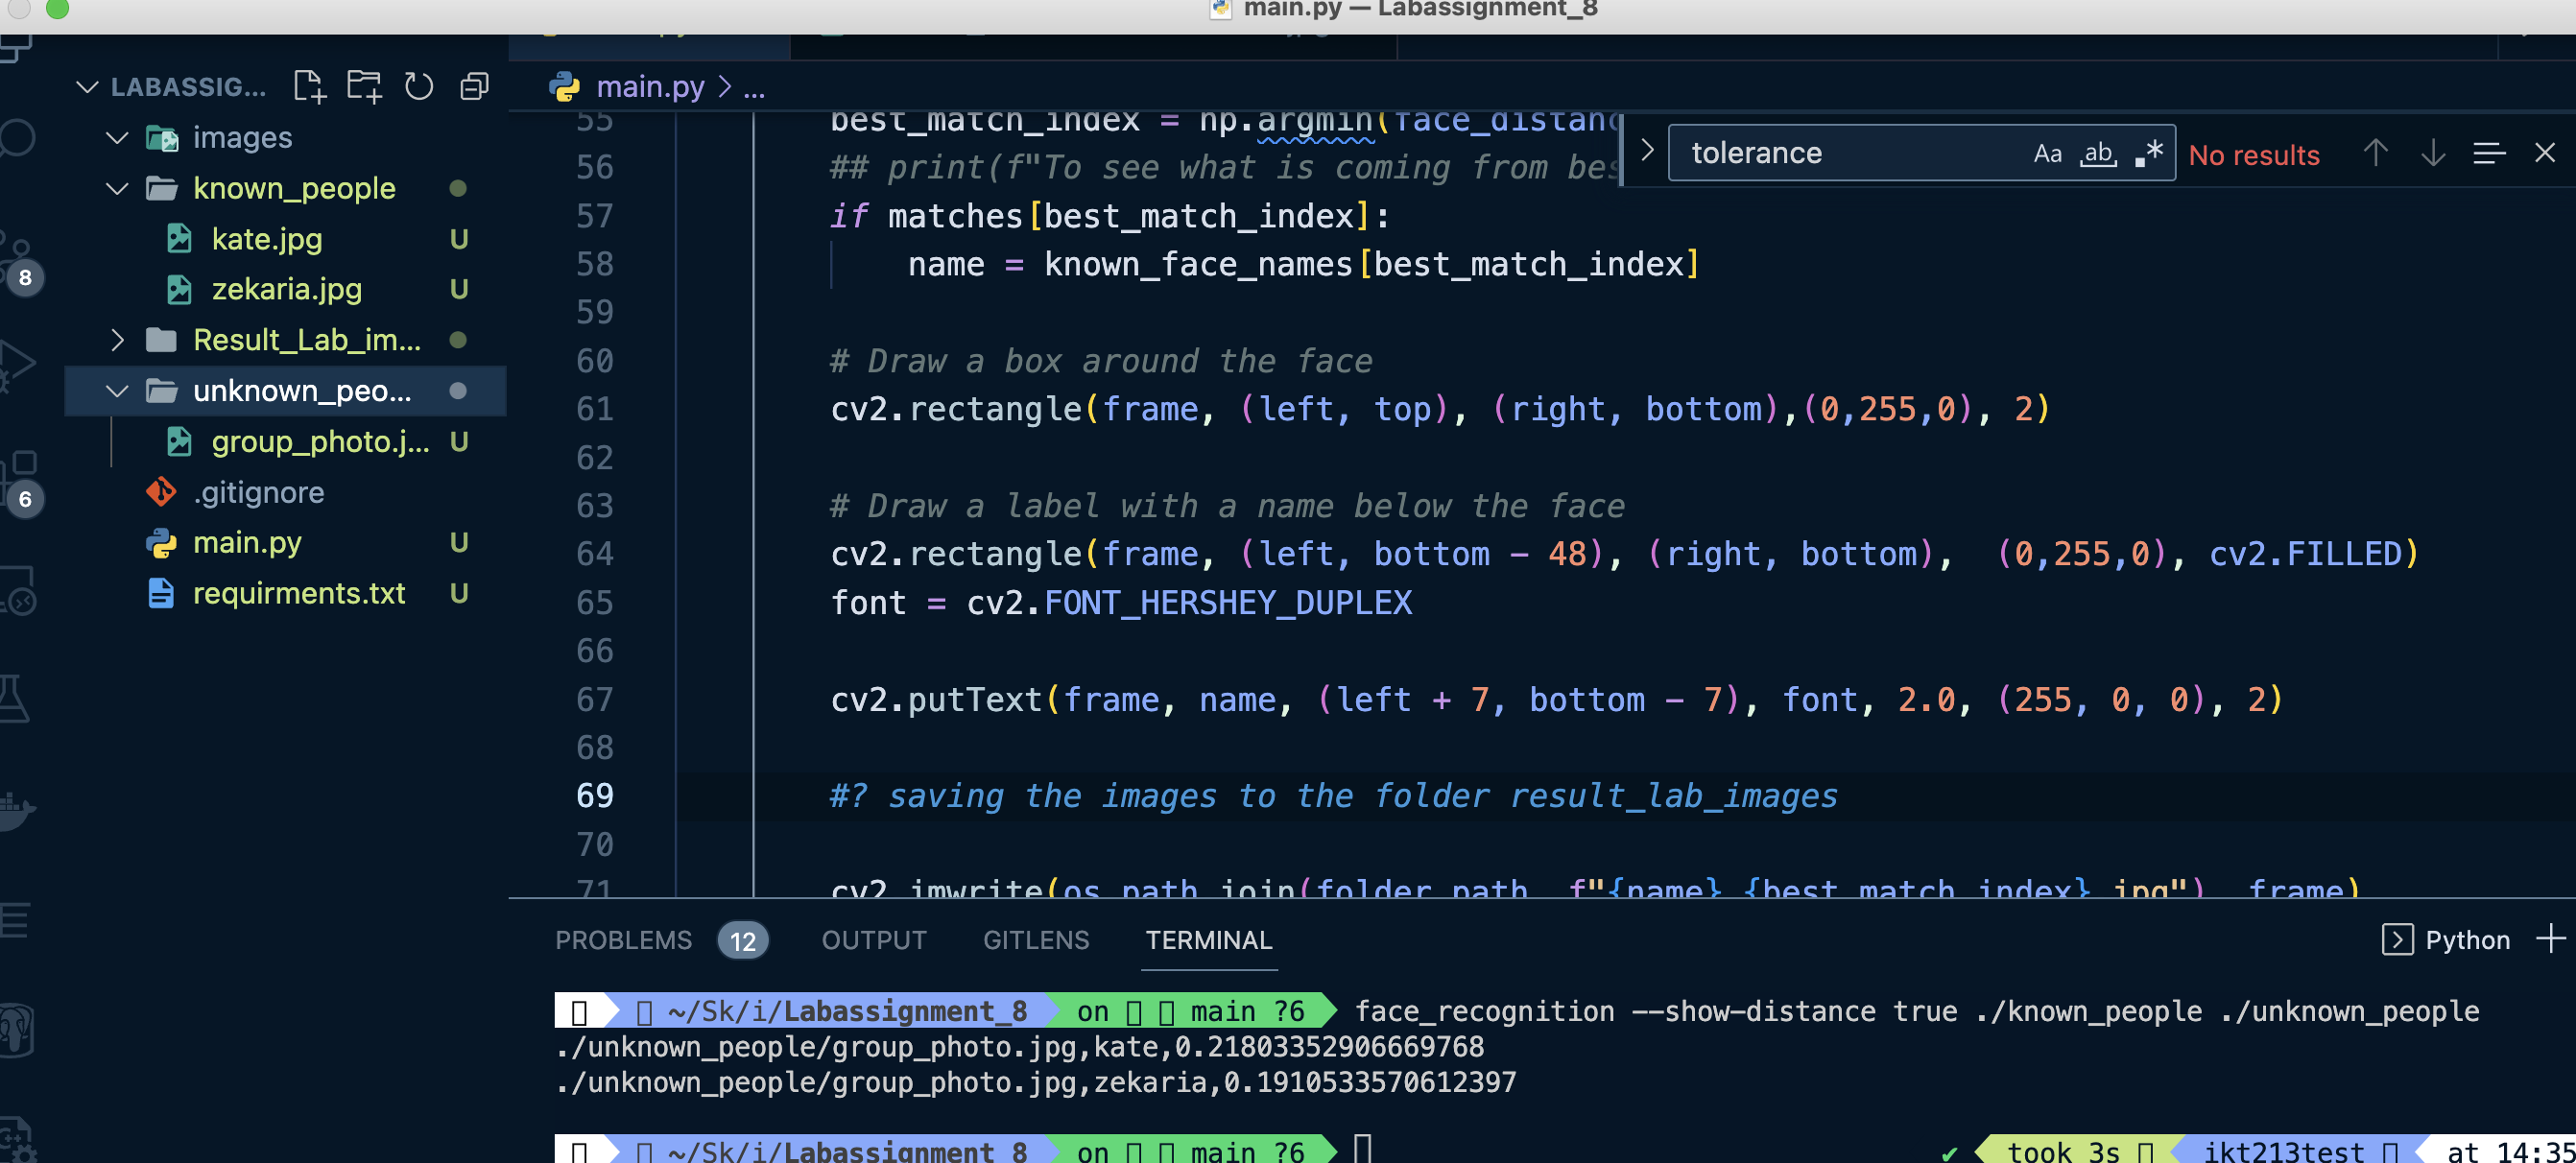 main.py — Labassignment_8
LABASSIG...
images
known_people
kate.jpg U
zekaria.jpg U
Result_Lab_im...
unknown_peo...
group_photo.j... U
.gitignore
main.py U
requirments.txt U
8
6
main.py > ...
tolerance
Aa ab .* No results
55 best_match_index = np.argmin(face_distanc
56 ## print(f"To see what is coming from bes
57 if matches[best_match_index]:
58 name = known_face_names[best_match_index]
59
60 # Draw a box around the face
61 cv2.rectangle(frame, (left, top), (right, bottom),(0,255,0), 2)
62
63 # Draw a label with a name below the face
64 cv2.rectangle(frame, (left, bottom - 48), (right, bottom),  (0,255,0), cv2.FILLED)
65 font = cv2.FONT_HERSHEY_DUPLEX
66
67 cv2.putText(frame, name, (left + 7, bottom - 7), font, 2.0, (255, 0, 0), 2)
68
69 #? saving the images to the folder result_lab_images
70
71 cv2.imwrite(os.path.join(folder_path, f"{name}_{best_match_index}.jpg"), frame)
PROBLEMS 12 OUTPUT GITLENS TERMINAL
Python
~/Sk/i/Labassignment_8 on main ?6 face_recognition --show-distance true ./known_people ./unknown_people
./unknown_people/group_photo.jpg,kate,0.21803352906669768
./unknown_people/group_photo.jpg,zekaria,0.1910533570612397
~/Sk/i/Labassignment_8 on main ?6 ✔ took 3s ikt213test at 14:35